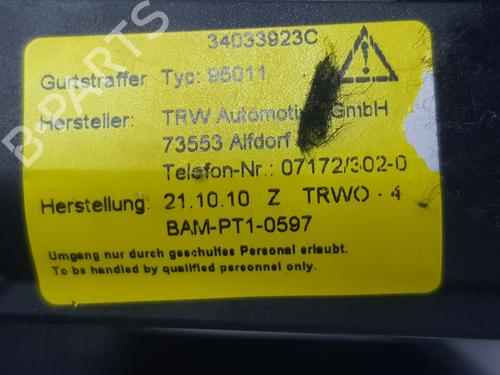 34033923C
Gurtstraffer Typ: 95011
Hersteller: TRW Automotive GmbH
73553 Alfdorf
Telefon-Nr.: 07172/302-0
Herstellung: 21.10.10 Z TRWO - 4
BAM-PT1-0597
Umgang nur durch geschultes Personal erlaubt.
To be handled by qualified personnel only.
B-PARTS